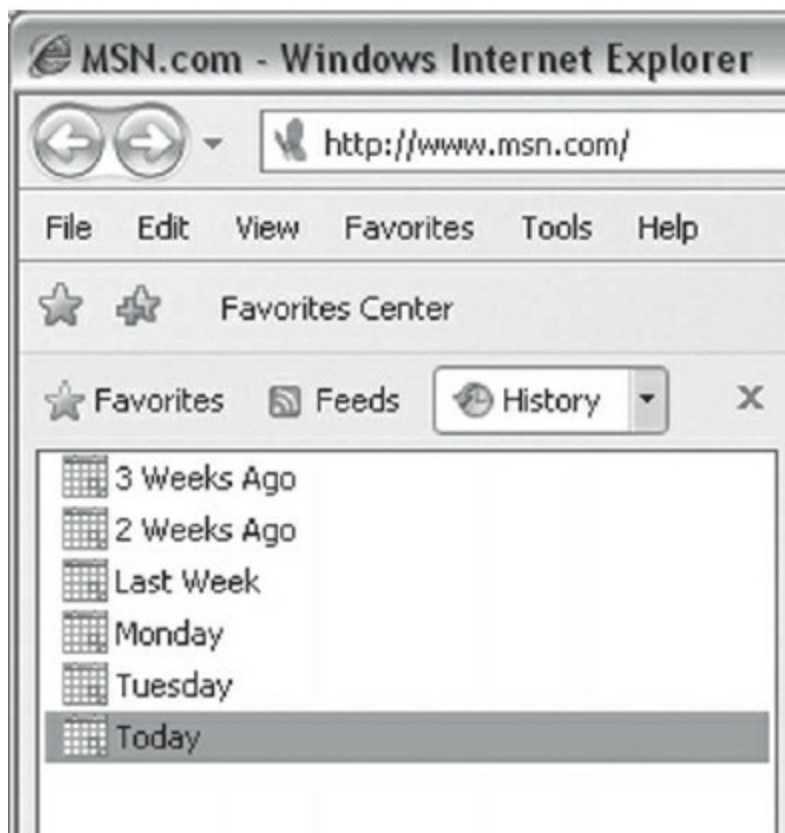 MSN.com - Windows Internet Explorer
http://www.msn.com/
File Edit View Favorites Tools Help
Favorites Center
Favorites Feeds History
3 Weeks Ago
2 Weeks Ago
Last Week
Monday
Tuesday
Today